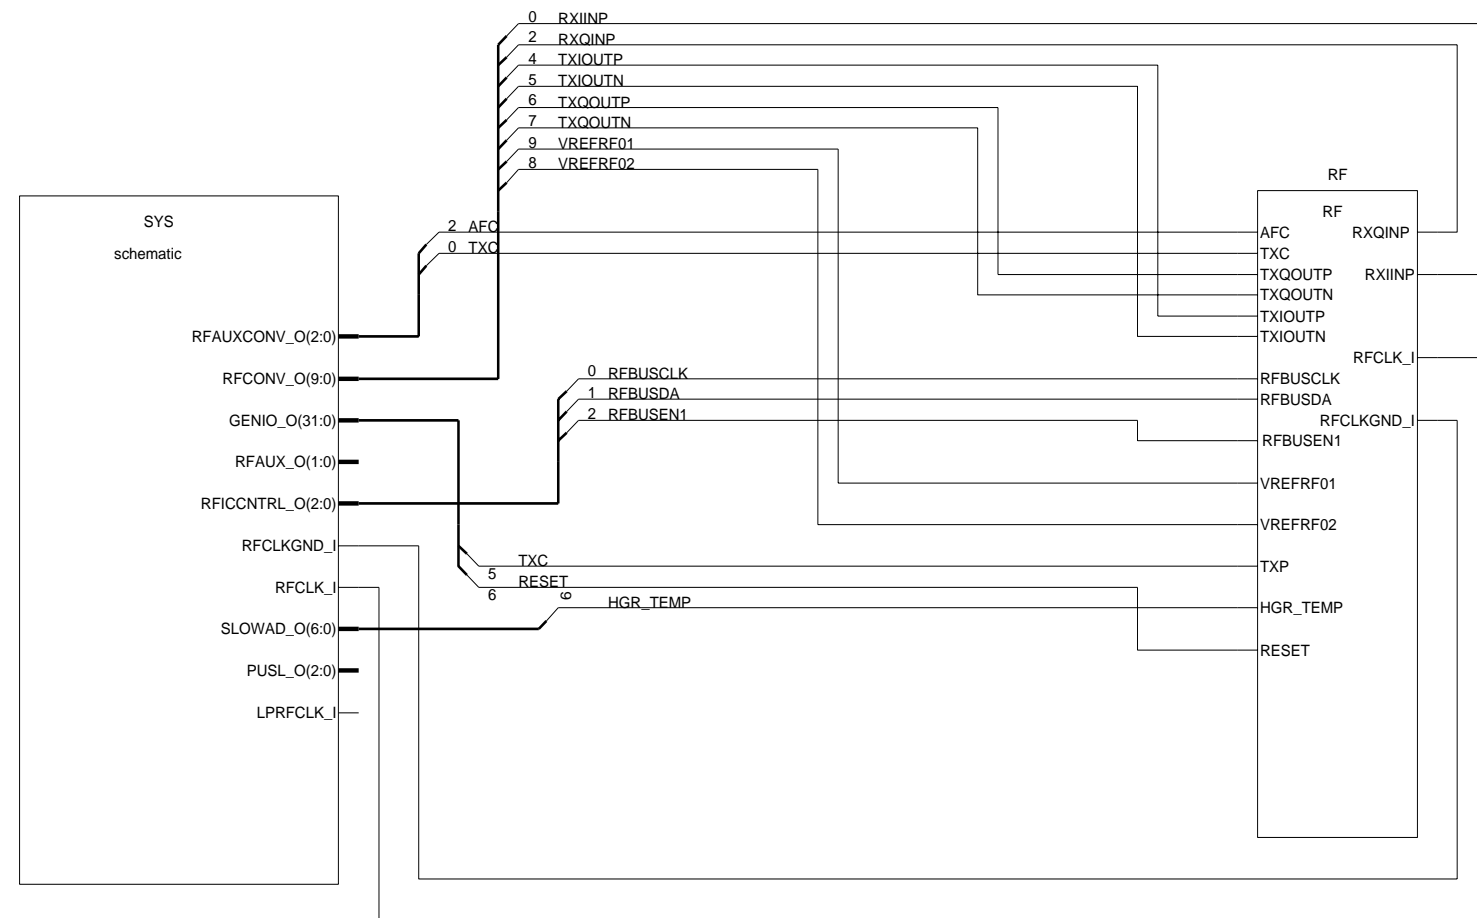 0 RXIINP
2 RXQINP
4 TXIOUTP
5 TXIOUTN
6 TXQOUTP
7 TXQOUTN
9 VREFRF01
8 VREFRF02
RF
SYS
schematic
2 AFC
0 TXC
RF
AFC RXQINP
TXC
TXQOUTP RXIINP
TXQOUTN
TXIOUTP
TXIOUTN
RFCLK_I
RFAUXCONV_O(2:0)
RFCONV_O(9:0)
GENIO_O(31:0)
RFAUX_O(1:0)
RFICCNTRL_O(2:0)
RFCLKGND_I
RFCLK_I
SLOWAD_O(6:0)
PUSL_O(2:0)
LPRFCLK_I
0 RFBUSCLK
1 RFBUSDA
2 RFBUSEN1
RFBUSCLK
RFBUSDA
RFCLKGND_I
RFBUSEN1
VREFRF01
VREFRF02
TXC
5
RESET
6
6
HGR_TEMP
TXP
HGR_TEMP
RESET